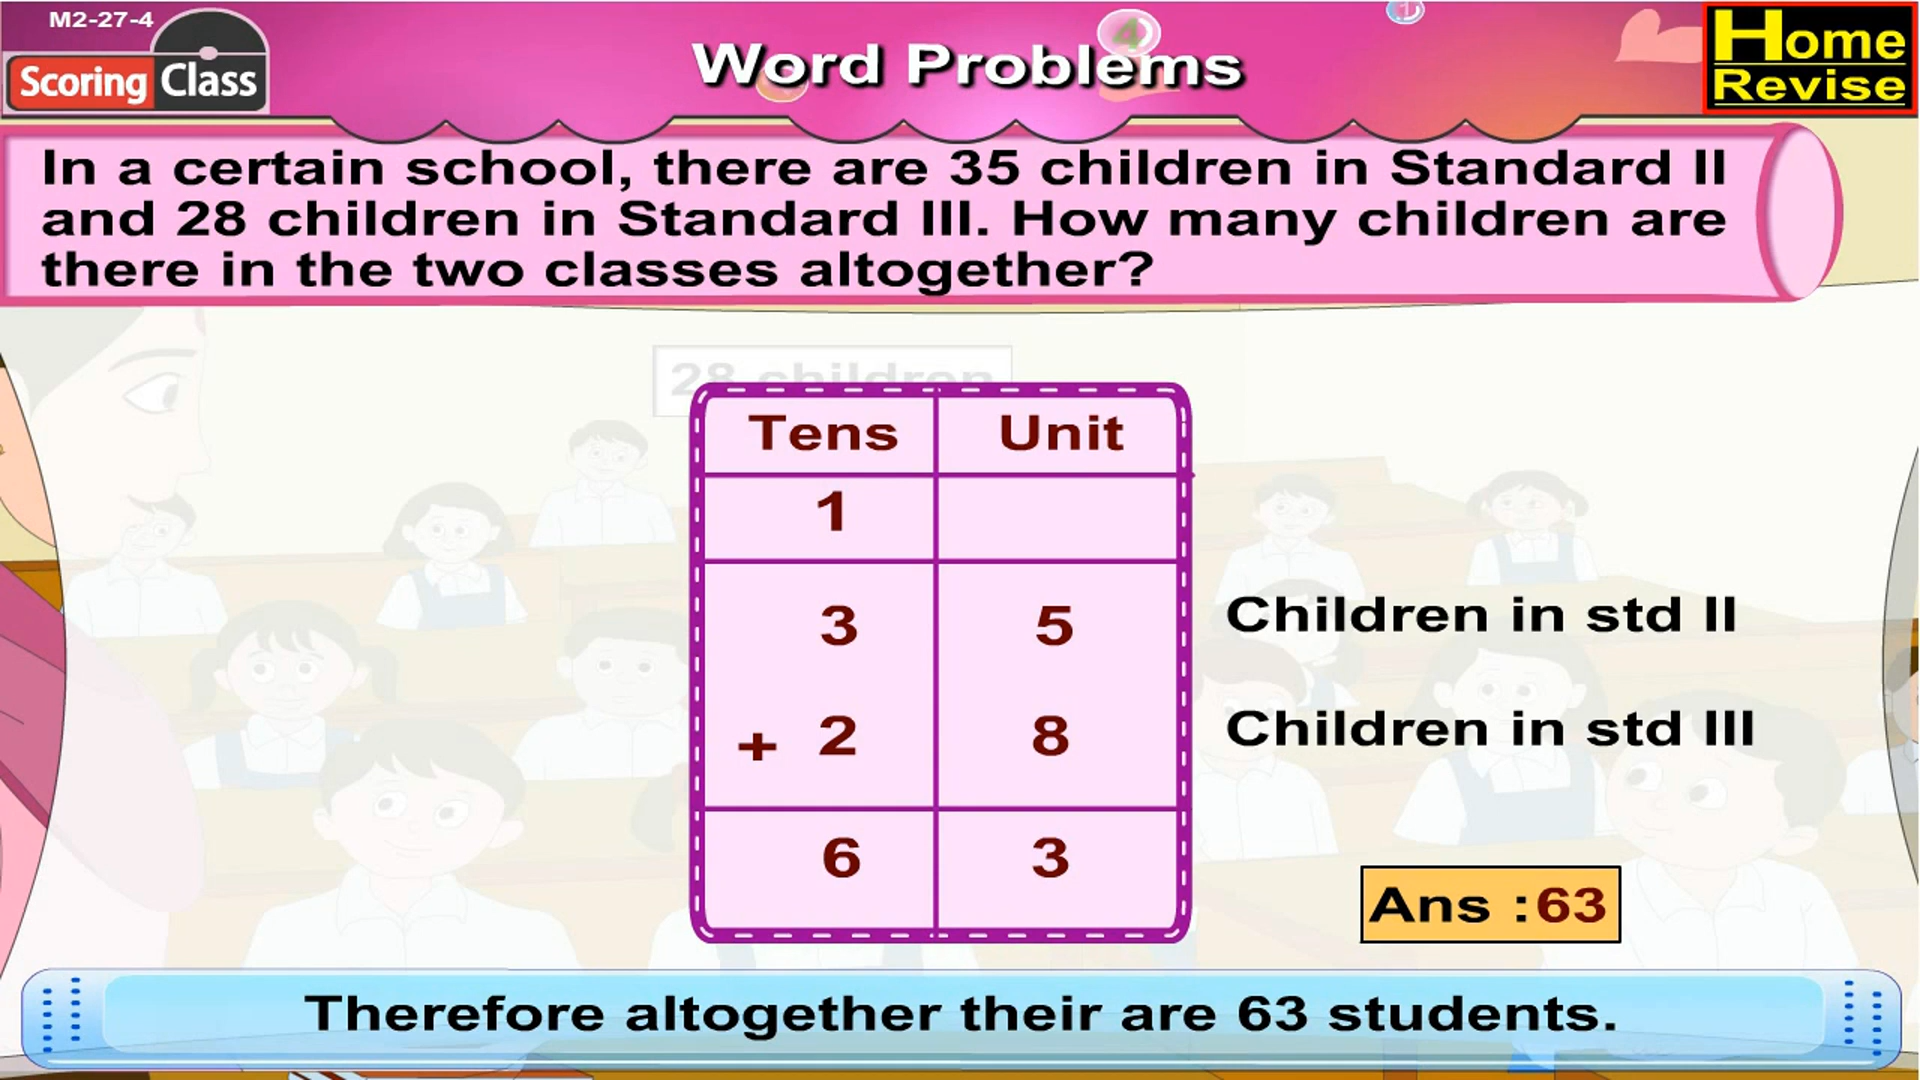 M2-27-4
Scoring Class
Word Problems
Home
Revise
In a certain school, there are 35 children in Standard II
and 28 children in Standard III. How many children are
there in the two classes altogether?
28 children
Tens Unit
1
3 5 Children in std II
+ 2 8 Children in std III
6 3
Ans : 63
Therefore altogether their are 63 students.